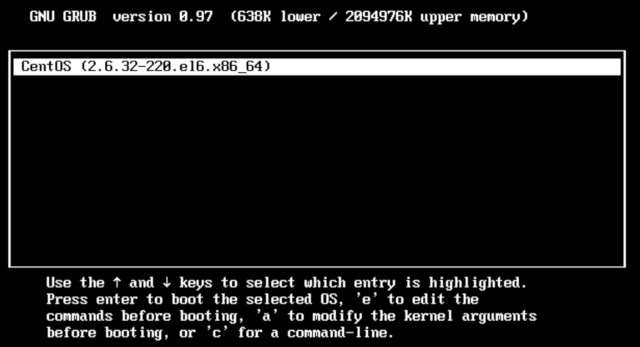 GNU GRUB  version 0.97  (638K lower / 2094976K upper memory)
CentOS (2.6.32-220.el6.x86_64)
Use the ↑ and ↓ keys to select which entry is highlighted.
Press enter to boot the selected OS, 'e' to edit the
commands before booting, 'a' to modify the kernel arguments
before booting, or 'c' for a command-line.